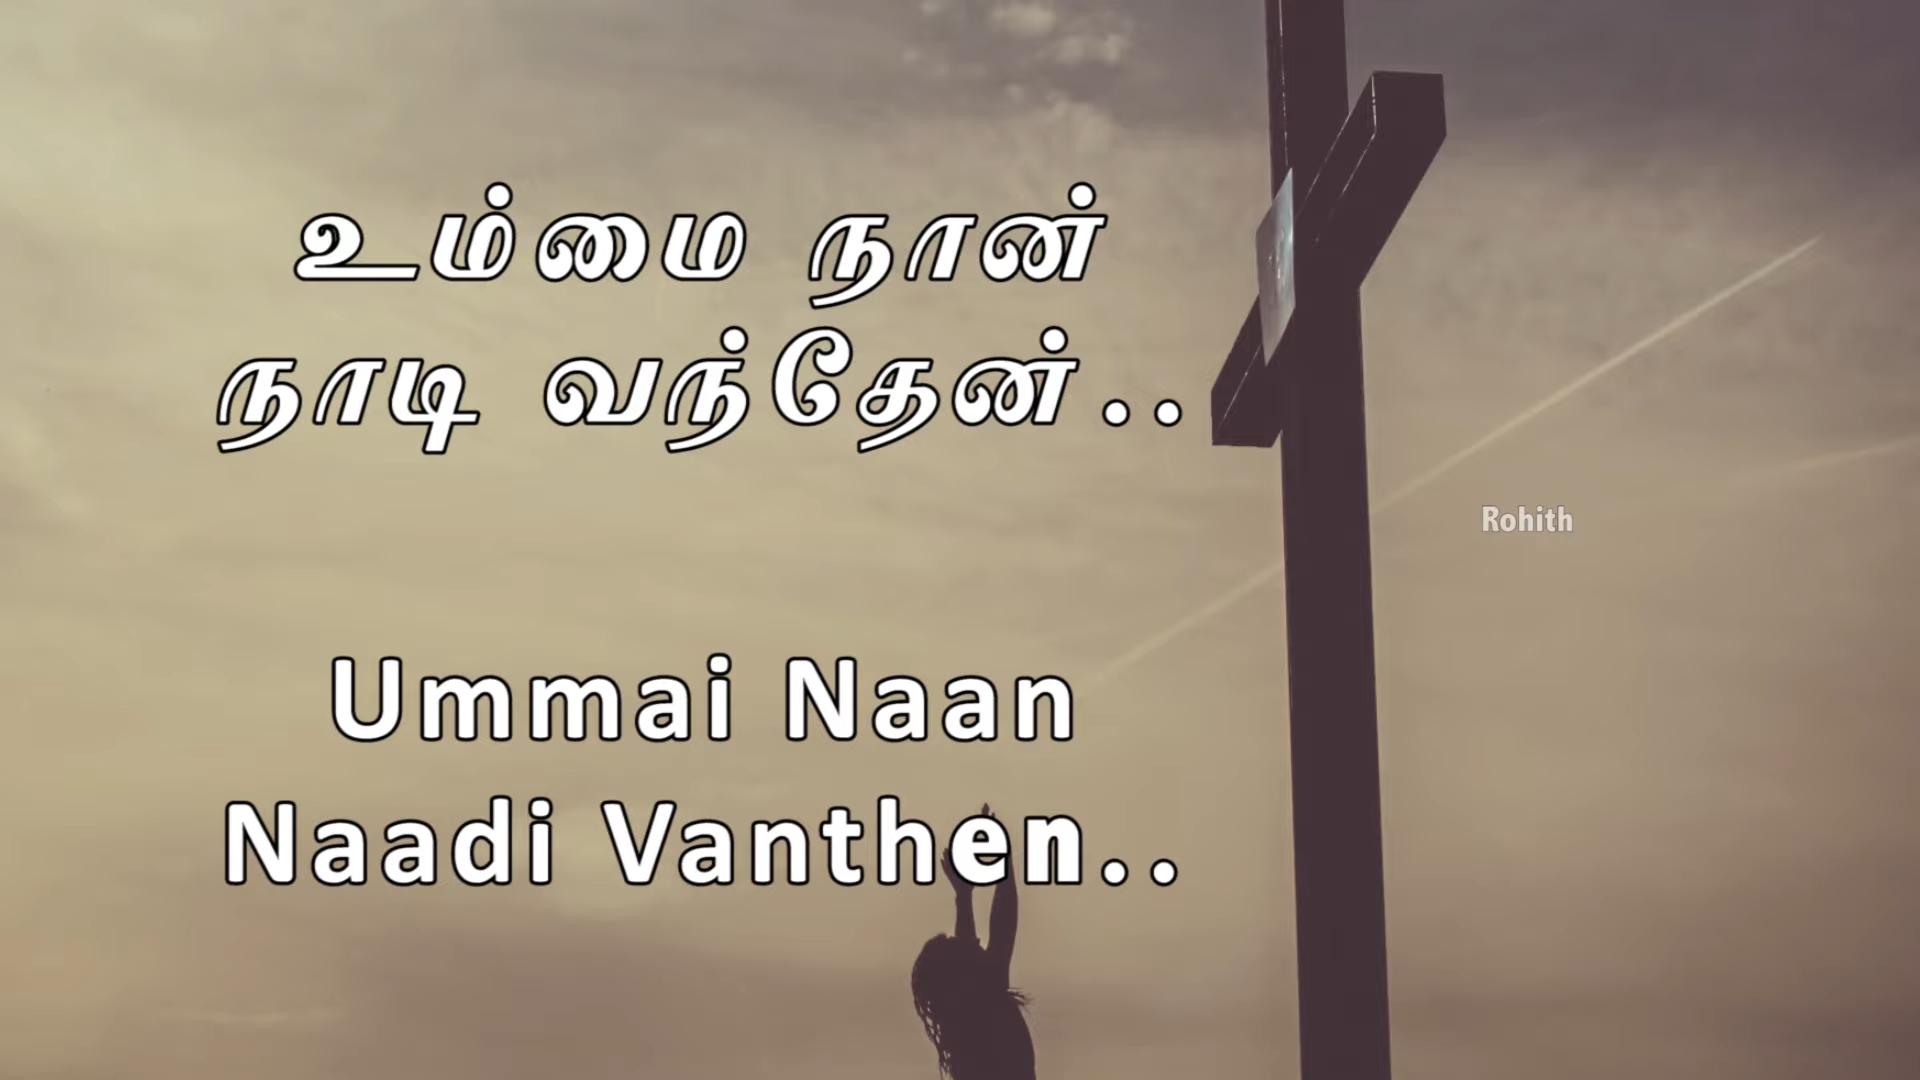 உம்மை நான்
நாடி வந்தேன்..
Rohith
Ummai Naan
Naadi Vanthen..